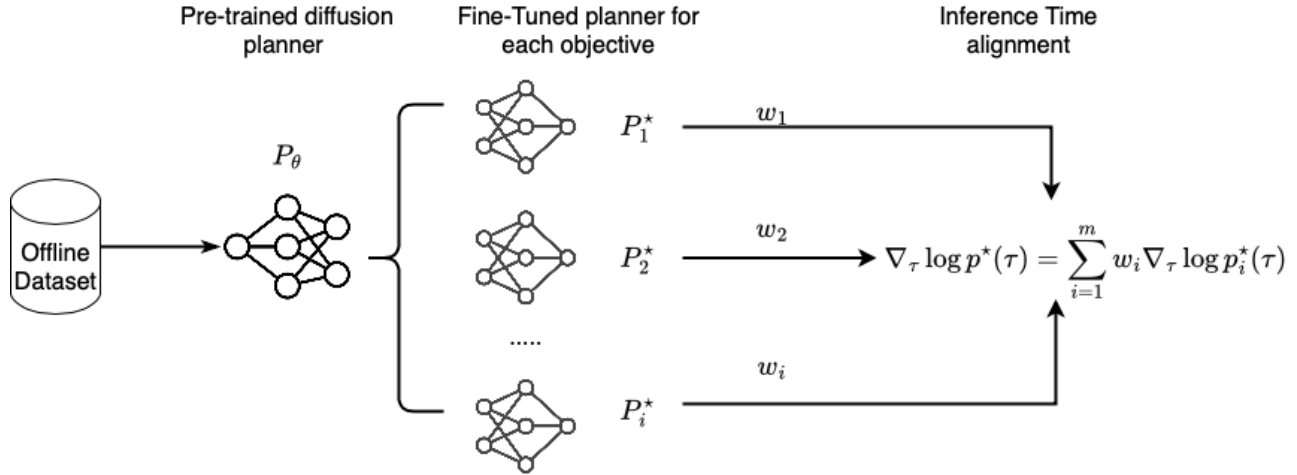 Pre-trained diffusion
planner
Fine-Tuned planner for
each objective
Inference Time
alignment
P_θ
Offline
Dataset
P_1^⋆
w_1
P_2^⋆
w_2
∇_τ log p^⋆(τ) = ∑_{i=1}^{m} w_i ∇_τ log p_i^⋆(τ)
.....
P_i^⋆
w_i